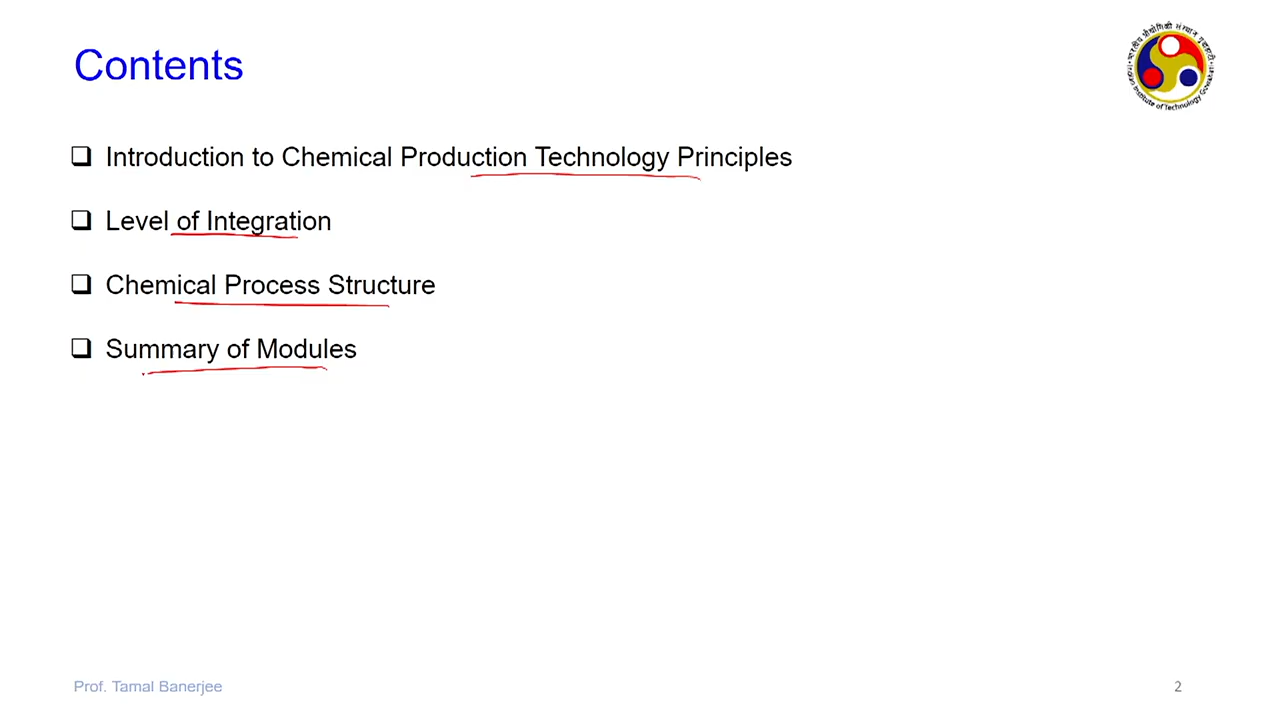 Contents
Introduction to Chemical Production Technology Principles
Level of Integration
Chemical Process Structure
Summary of Modules
Prof. Tamal Banerjee
2